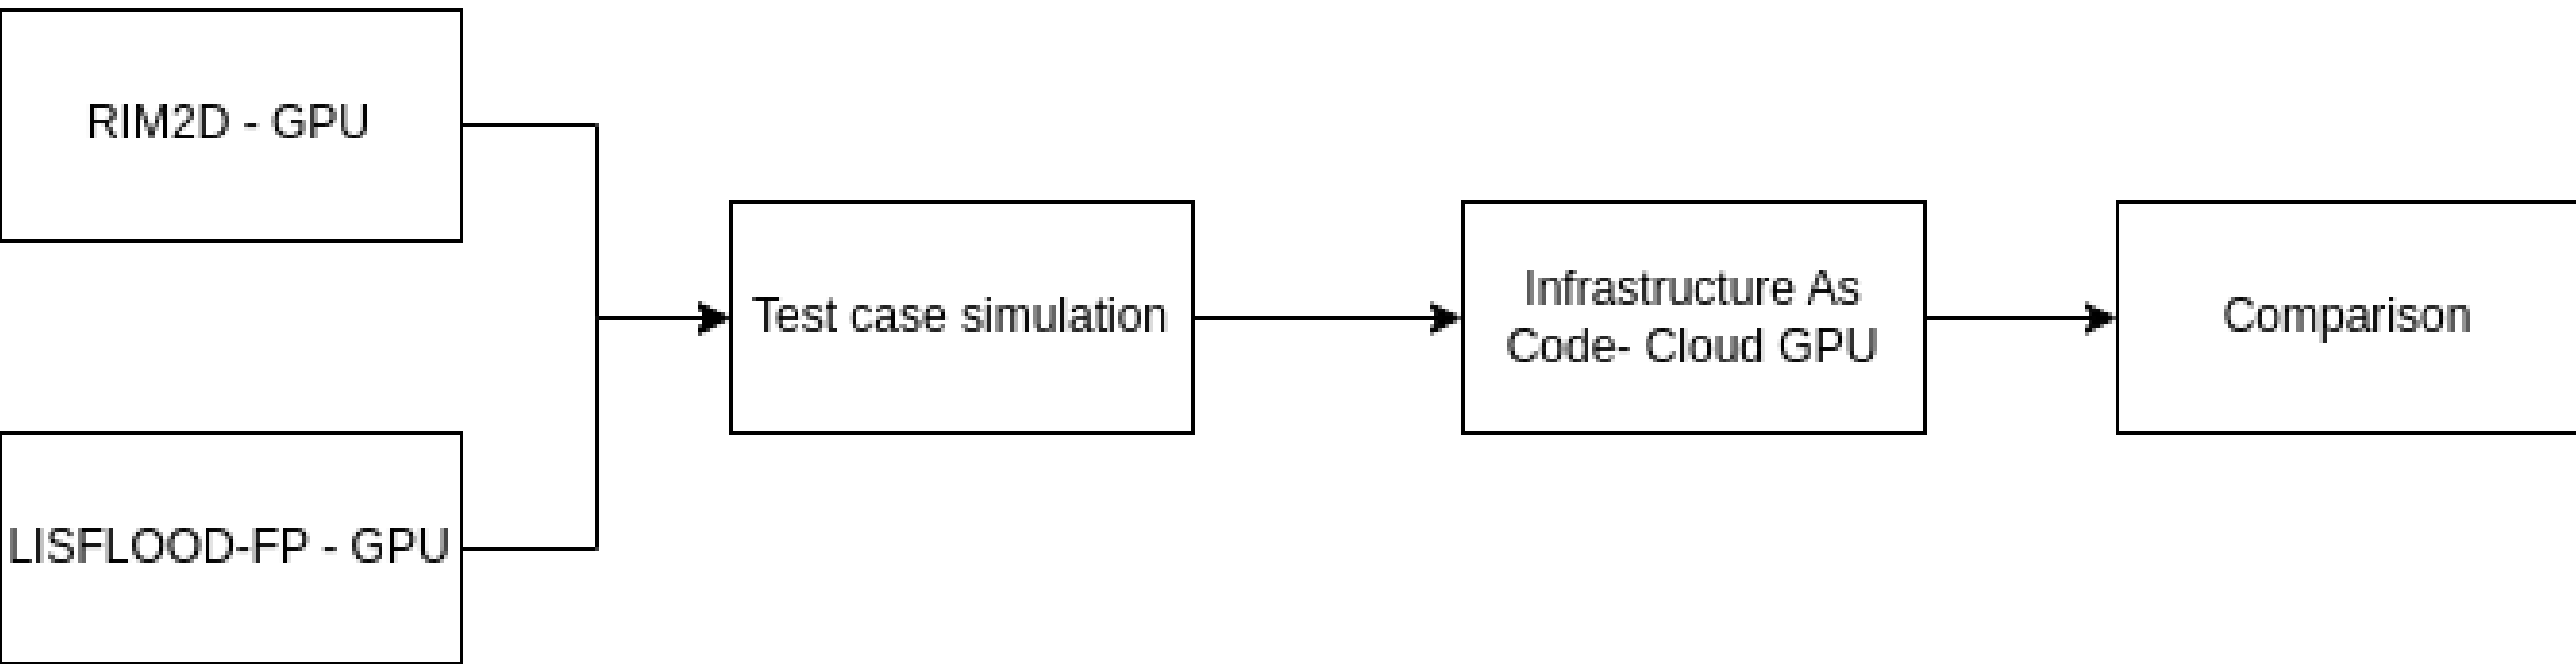 RIM2D - GPU
LISFLOOD-FP - GPU
Test case simulation
Infrastructure As
Code- Cloud GPU
Comparison